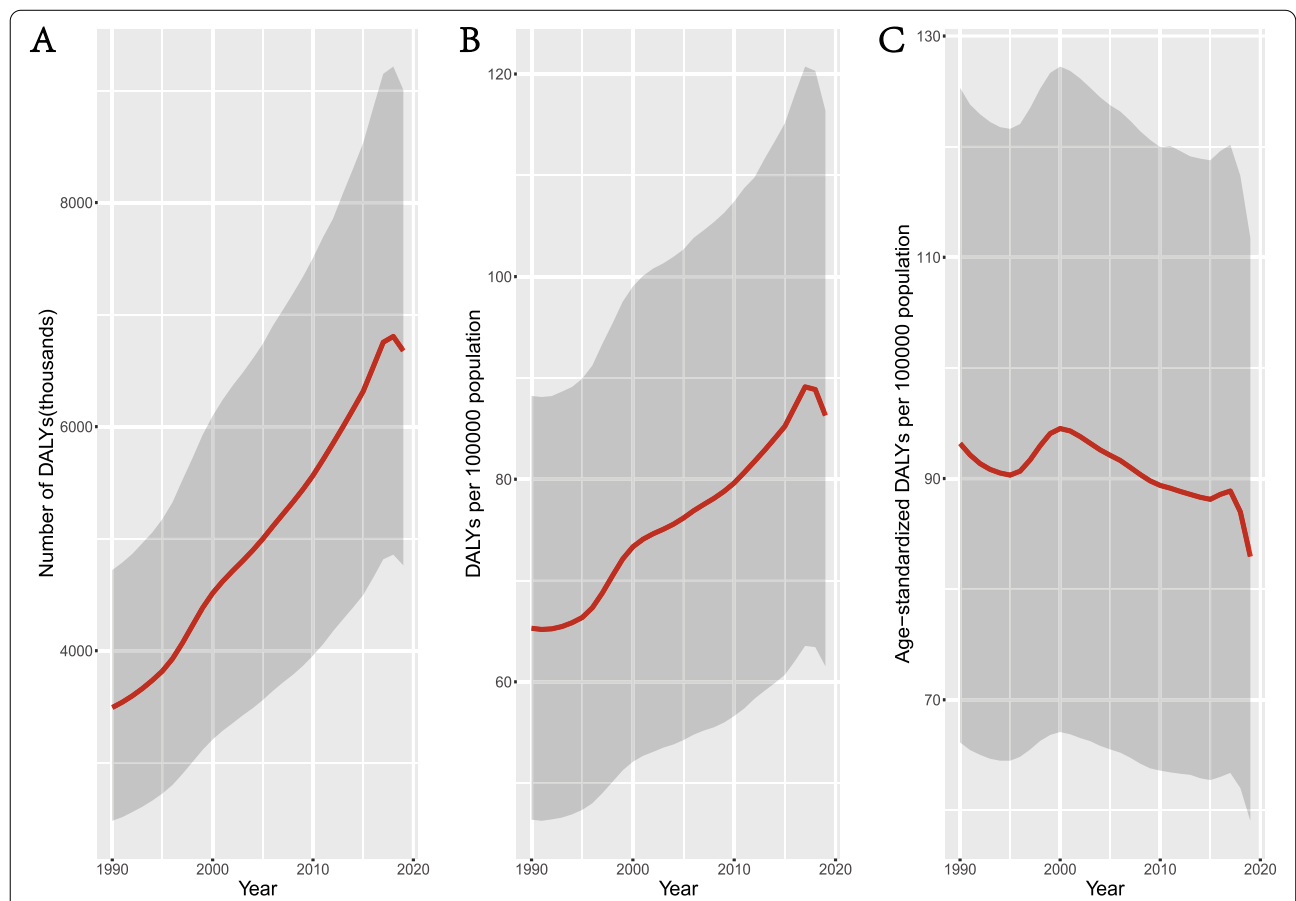 A
Number of DALYs(thousands)
8000
6000
4000
1990 2000 2010 2020
Year
B
DALYs per 100000 population
120
100
80
60
1990 2000 2010 2020
Year
C
Age−standardized DALYs per 100000 population
130
110
90
70
1990 2000 2010 2020
Year